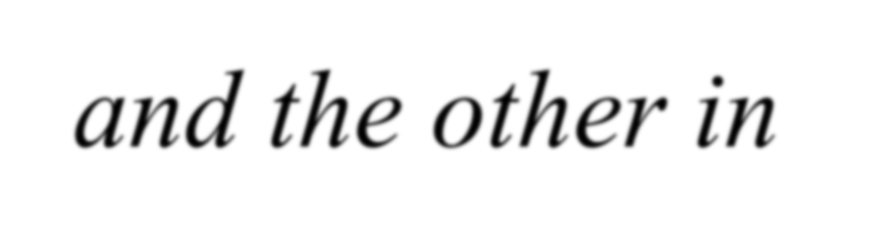 and the other in